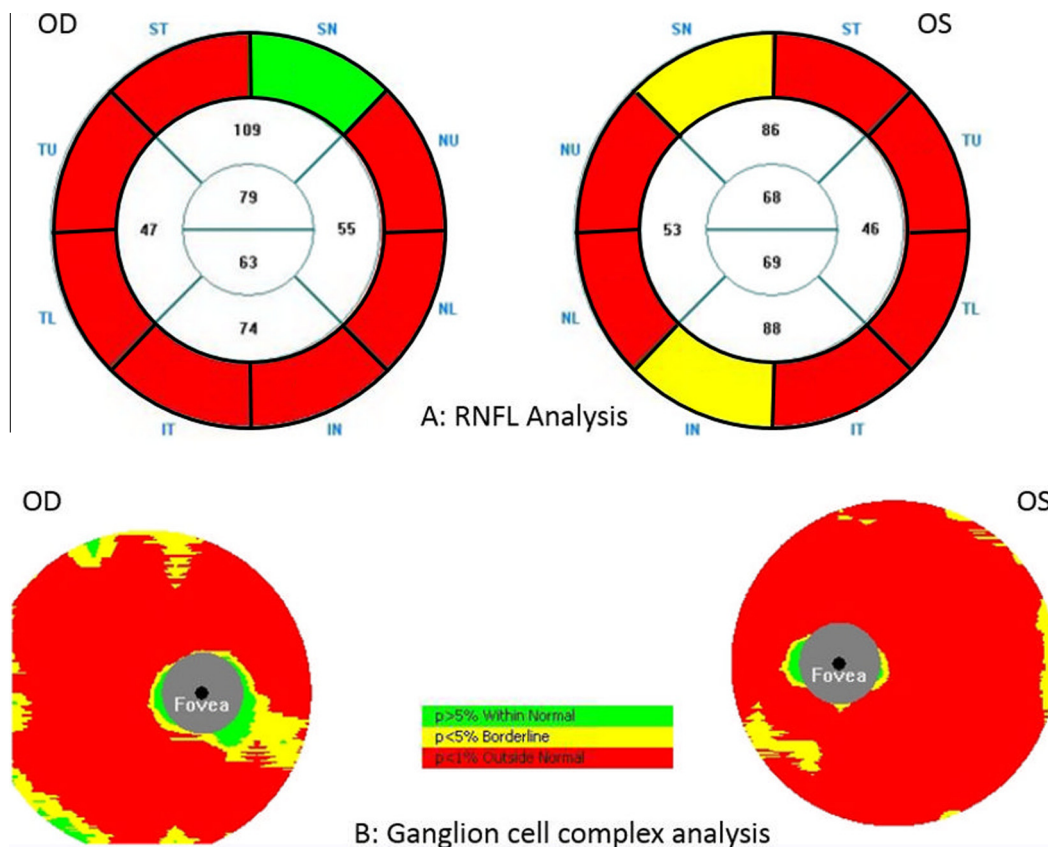 OD
OS
ST
SN
SN
ST
109
86
TU
NU
NU
TU
79
68
47
55
53
46
63
69
TL
NL
NL
TL
74
88
IT
IN
IN
IT
A: RNFL Analysis
OD
OS
Fovea
Fovea
p>5% Within Normal
p<5% Borderline
p<1% Outside Normal
B: Ganglion cell complex analysis